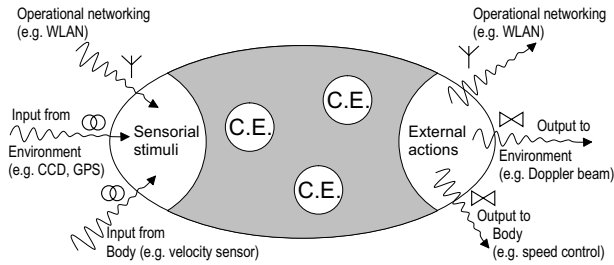 Operational networking
(e.g. WLAN)
Input from
Environment
(e.g. CCD, GPS)
Input from
Body (e.g. velocity sensor)
Sensorial
stimuli
C.E.
C.E.
C.E.
External
actions
Operational networking
(e.g. WLAN)
Output to
Environment
(e.g. Doppler beam)
Output to
Body
(e.g. speed control)